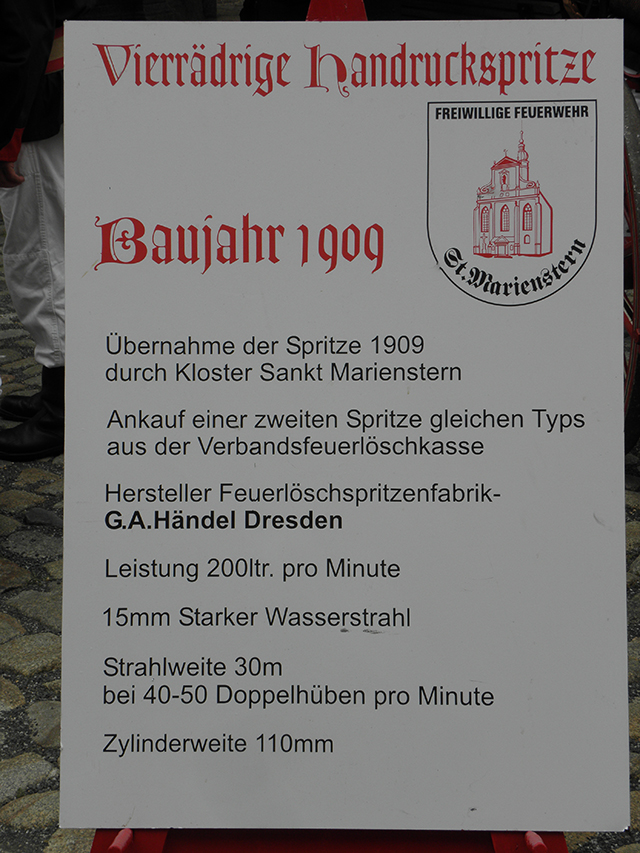 Vierrädrige Handruckspritze
FREIWILLIGE FEUERWEHR
St. Marienstern
Baujahr 1909
Übernahme der Spritze 1909
durch Kloster Sankt Marienstern
Ankauf einer zweiten Spritze gleichen Typs
aus der Verbandsfeuerlöschkasse
Hersteller Feuerlöschspritzenfabrik-
G.A.Händel Dresden
Leistung 200ltr. pro Minute
15mm Starker Wasserstrahl
Strahlweite 30m
bei 40-50 Doppelhüben pro Minute
Zylinderweite 110mm